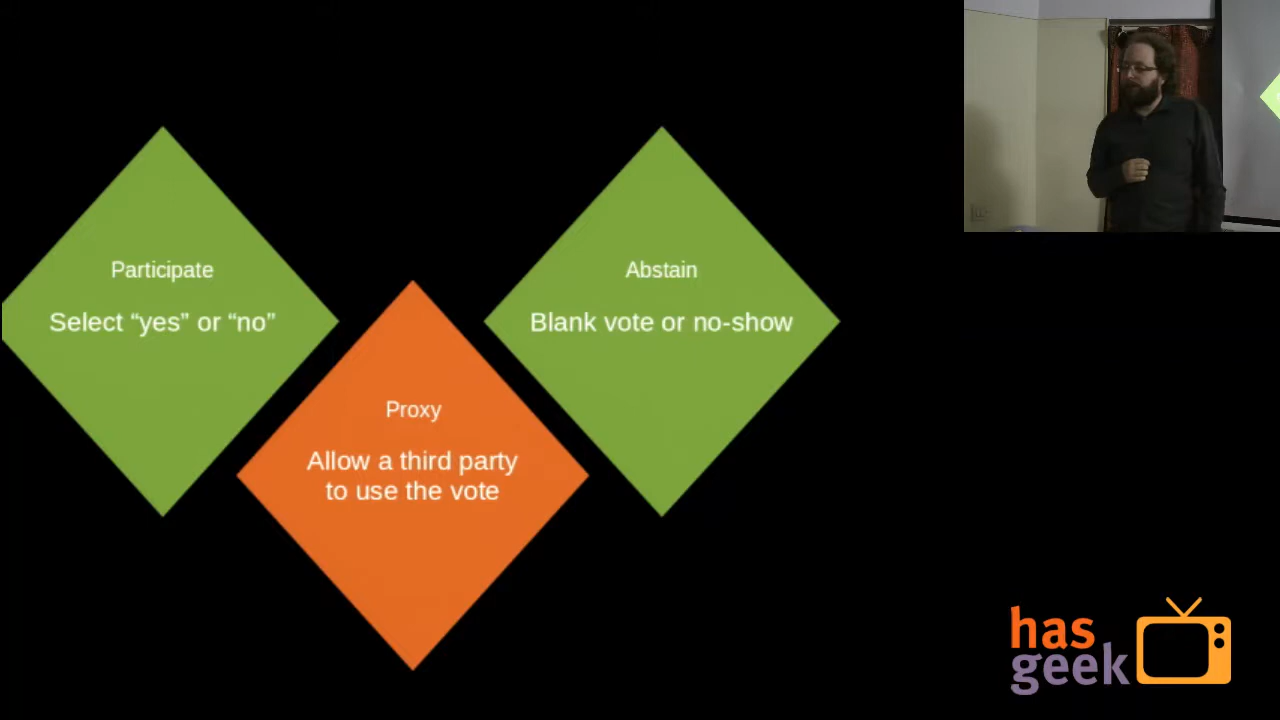 Participate
Select “yes” or “no”
Proxy
Allow a third party
to use the vote
Abstain
Blank vote or no-show
has
geek